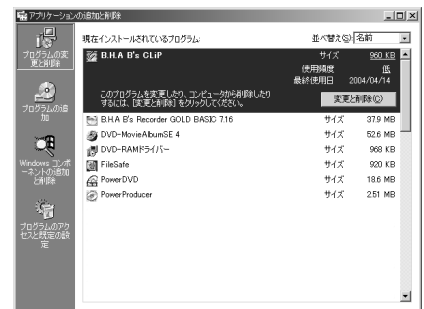 アプリケーションの追加と削除
プログラムの変
更と削除
プログラムの追
加
Windows コンポ
ーネントの追加
と削除
プログラムのアク
セスと既定の設
定
現在インストールされているプログラム:
並べ替え(S): 名前
B.H.A B's CLiP
サイズ 960 KB
使用頻度 低
最終使用日 2004/04/14
このプログラムを変更したり、コンピュータから削除したり
するには、[変更と削除] をクリックしてください。
変更と削除(C)
B.H.A B's Recorder GOLD BASIC 7.16 サイズ 37.9 MB
DVD-MovieAlbumSE 4 サイズ 52.6 MB
DVD-RAMドライバー サイズ 968 KB
FileSafe サイズ 920 KB
PowerDVD サイズ 18.6 MB
PowerProducer サイズ 251 MB